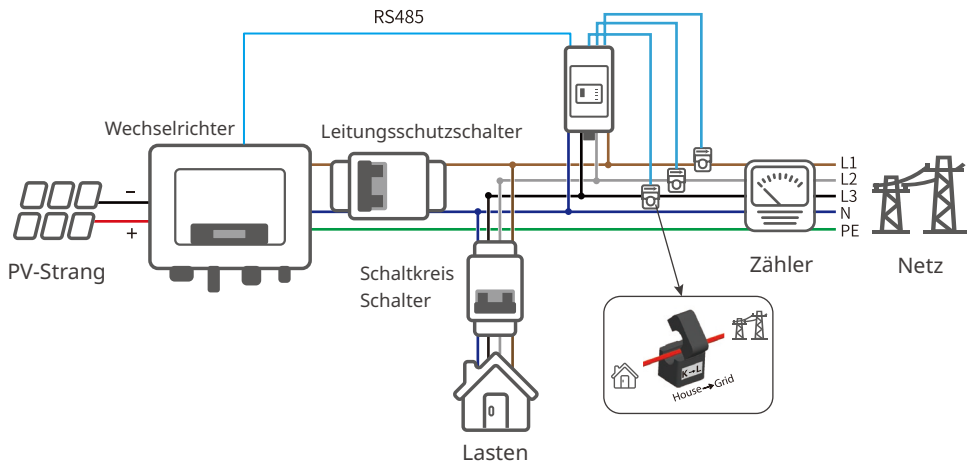 RS485
Wechselrichter
Leitungsschutzschalter
L1
L2
L3
N
PE
−
+
PV-Strang
Schaltkreis
Schalter
Zähler
Netz
K→L
House→Grid
Lasten